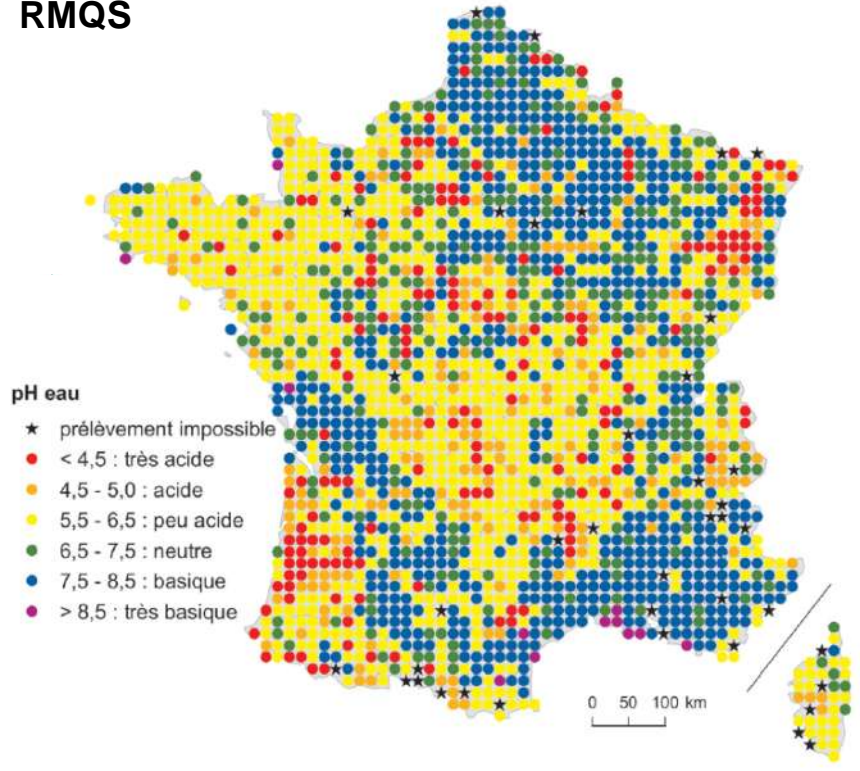 RMQS
pH eau
prélèvement impossible
< 4,5 : très acide
4,5 - 5,0 : acide
5,5 - 6,5 : peu acide
6,5 - 7,5 : neutre
7,5 - 8,5 : basique
> 8,5 : très basique
0 50 100 km